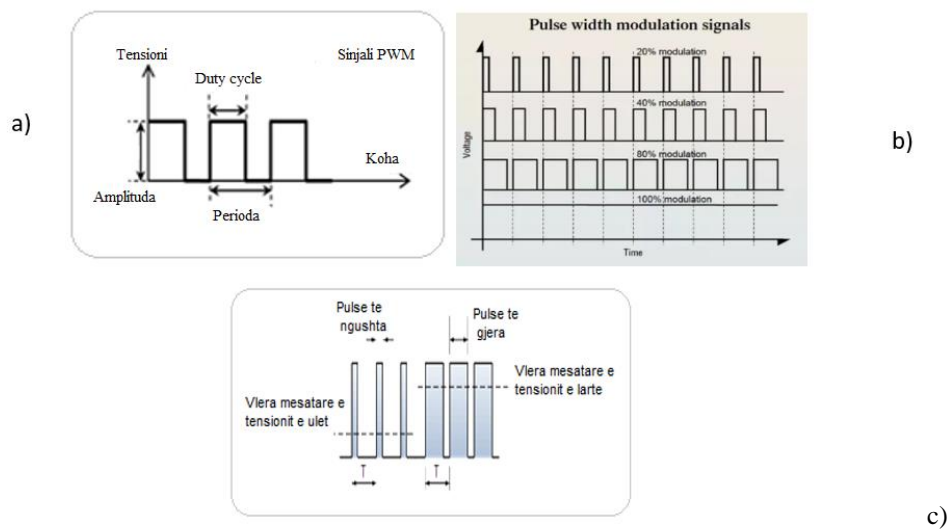 a)
Tensioni
Sinjali PWM
Duty cycle
Koha
Amplituda
Perioda
Pulse width modulation signals
20% modulation
40% modulation
80% modulation
100% modulation
Voltage
Time
b)
Pulse te
ngushta
Pulse te
gjera
Vlera mesatare e
tensionit e larte
Vlera mesatare e
tensionit e ulet
T
T
c)